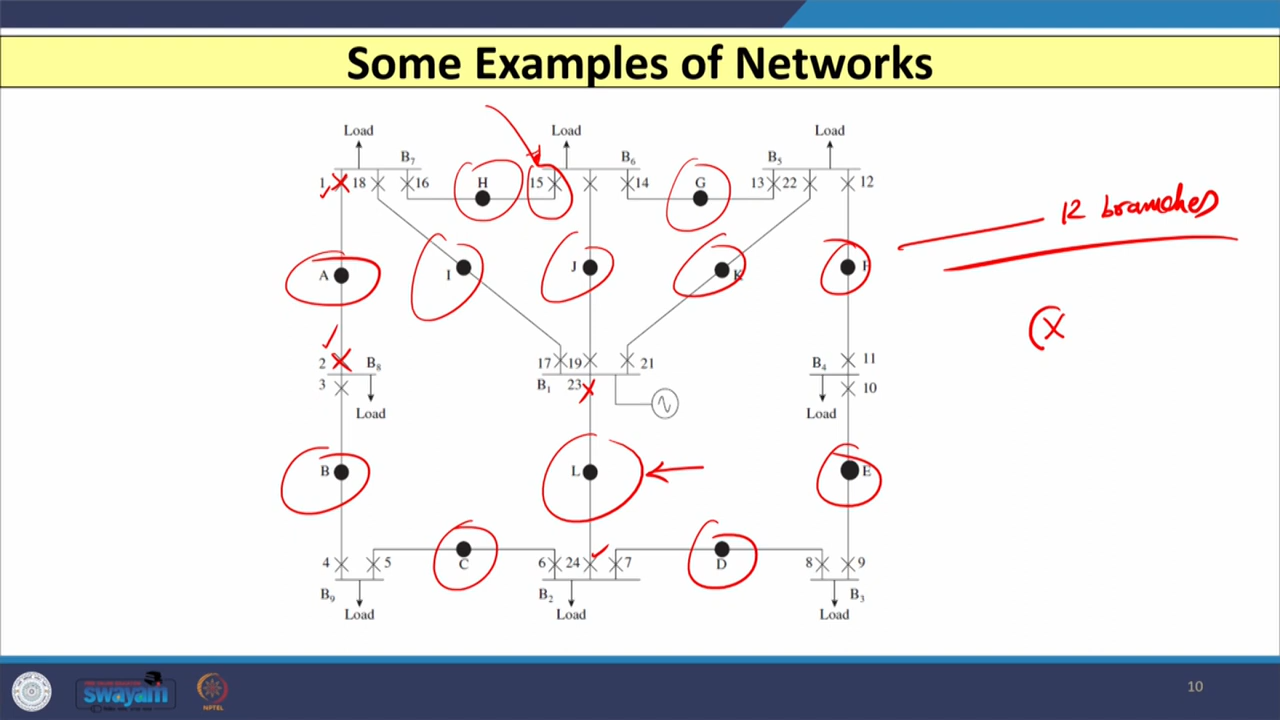 Some Examples of Networks
Load Load Load
B7 B6 B5
1 18 16 H 15 14 G 13 22 12
12 branches
A I J K F
(X
2 B8 17 19 21 B4 11
3 B1 23 10
Load Load
B L E
4 5 C 6 24 7 D 8 9
B9 B2 B3
Load Load Load
swayam
NPTEL
10